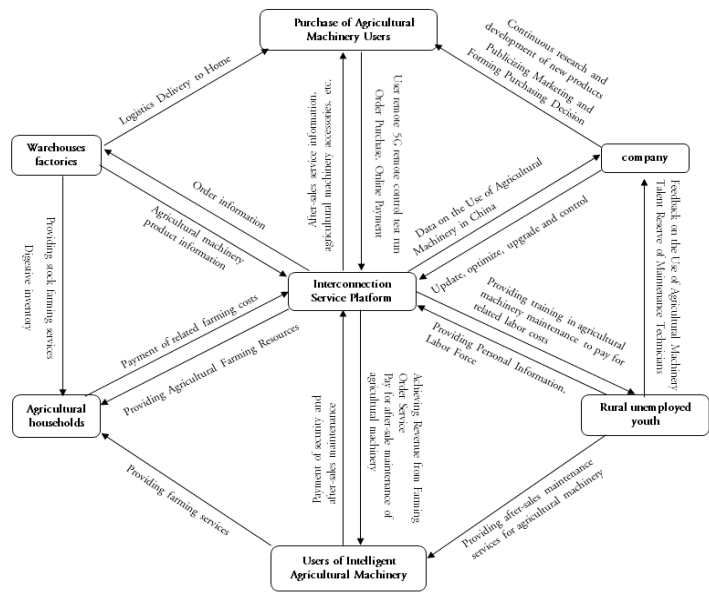 Purchase of Agricultural
Machinery Users
Continuous research and
development of new products
Publicizing Marketing and
Forming Purchasing Decision
Logistics Delivery to Home
After-sales service information,
agricultural machinery accessories, etc.
User remote 5G remote control test run
Order Purchase, Online Payment
Warehouses
factories
company
Order information
Agricultural machinery
product information
Data on the Use of Agricultural
Machinery in China
Update, optimize, upgrade and control
Feedback on the Use of Agricultural Machinery
Talent Reserve of Maintenance Technicians
Providing stock farming services
Digestive inventory
Interconnection
Service Platform
Payment of related farming costs
Providing Agricultural Farming Resources
Providing training in agricultural
machinery maintenance to pay for
related labor costs
Providing Personal Information,
Labor Force
Agricultural
households
Rural unemployed
youth
Payment of security and
after-sales maintenance
Achieving Revenue from Farming
Order Service
Pay for after-sale maintenance of
agricultural machinery
Providing farming services
Providing after-sales maintenance
services for agricultural machinery
Users of Intelligent
Agricultural Machinery